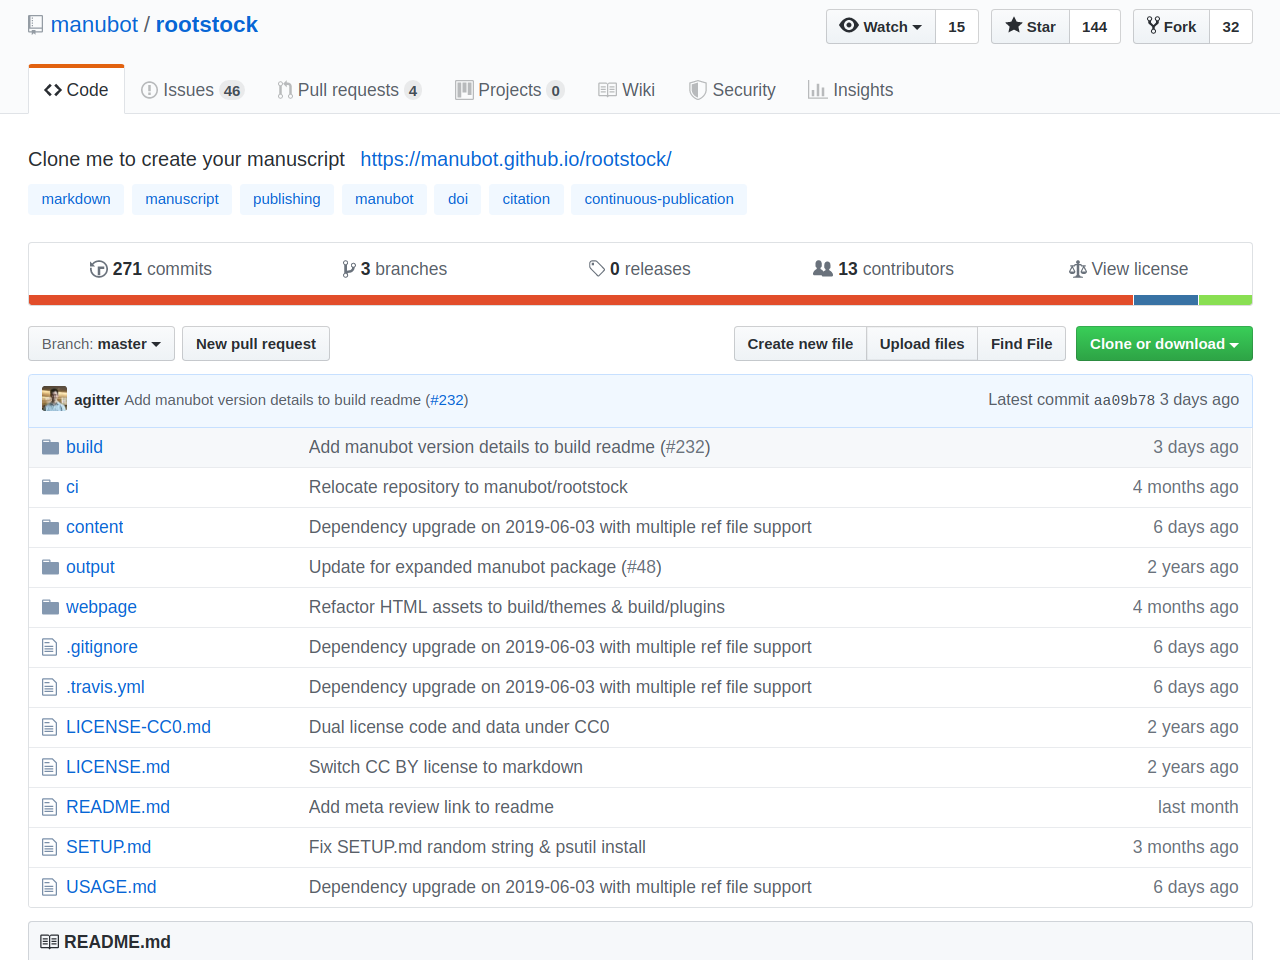 manubot / rootstock
Watch 15 Star 144 Fork 32
Code Issues 46 Pull requests 4 Projects 0 Wiki Security Insights
Clone me to create your manuscript https://manubot.github.io/rootstock/
markdown manuscript publishing manubot doi citation continuous-publication
271 commits 3 branches 0 releases 13 contributors View license
Branch: master New pull request Create new file Upload files Find File Clone or download
agitter Add manubot version details to build readme (#232) Latest commit aa09b78 3 days ago
build Add manubot version details to build readme (#232) 3 days ago
ci Relocate repository to manubot/rootstock 4 months ago
content Dependency upgrade on 2019-06-03 with multiple ref file support 6 days ago
output Update for expanded manubot package (#48) 2 years ago
webpage Refactor HTML assets to build/themes & build/plugins 4 months ago
.gitignore Dependency upgrade on 2019-06-03 with multiple ref file support 6 days ago
.travis.yml Dependency upgrade on 2019-06-03 with multiple ref file support 6 days ago
LICENSE-CC0.md Dual license code and data under CC0 2 years ago
LICENSE.md Switch CC BY license to markdown 2 years ago
README.md Add meta review link to readme last month
SETUP.md Fix SETUP.md random string & psutil install 3 months ago
USAGE.md Dependency upgrade on 2019-06-03 with multiple ref file support 6 days ago
README.md